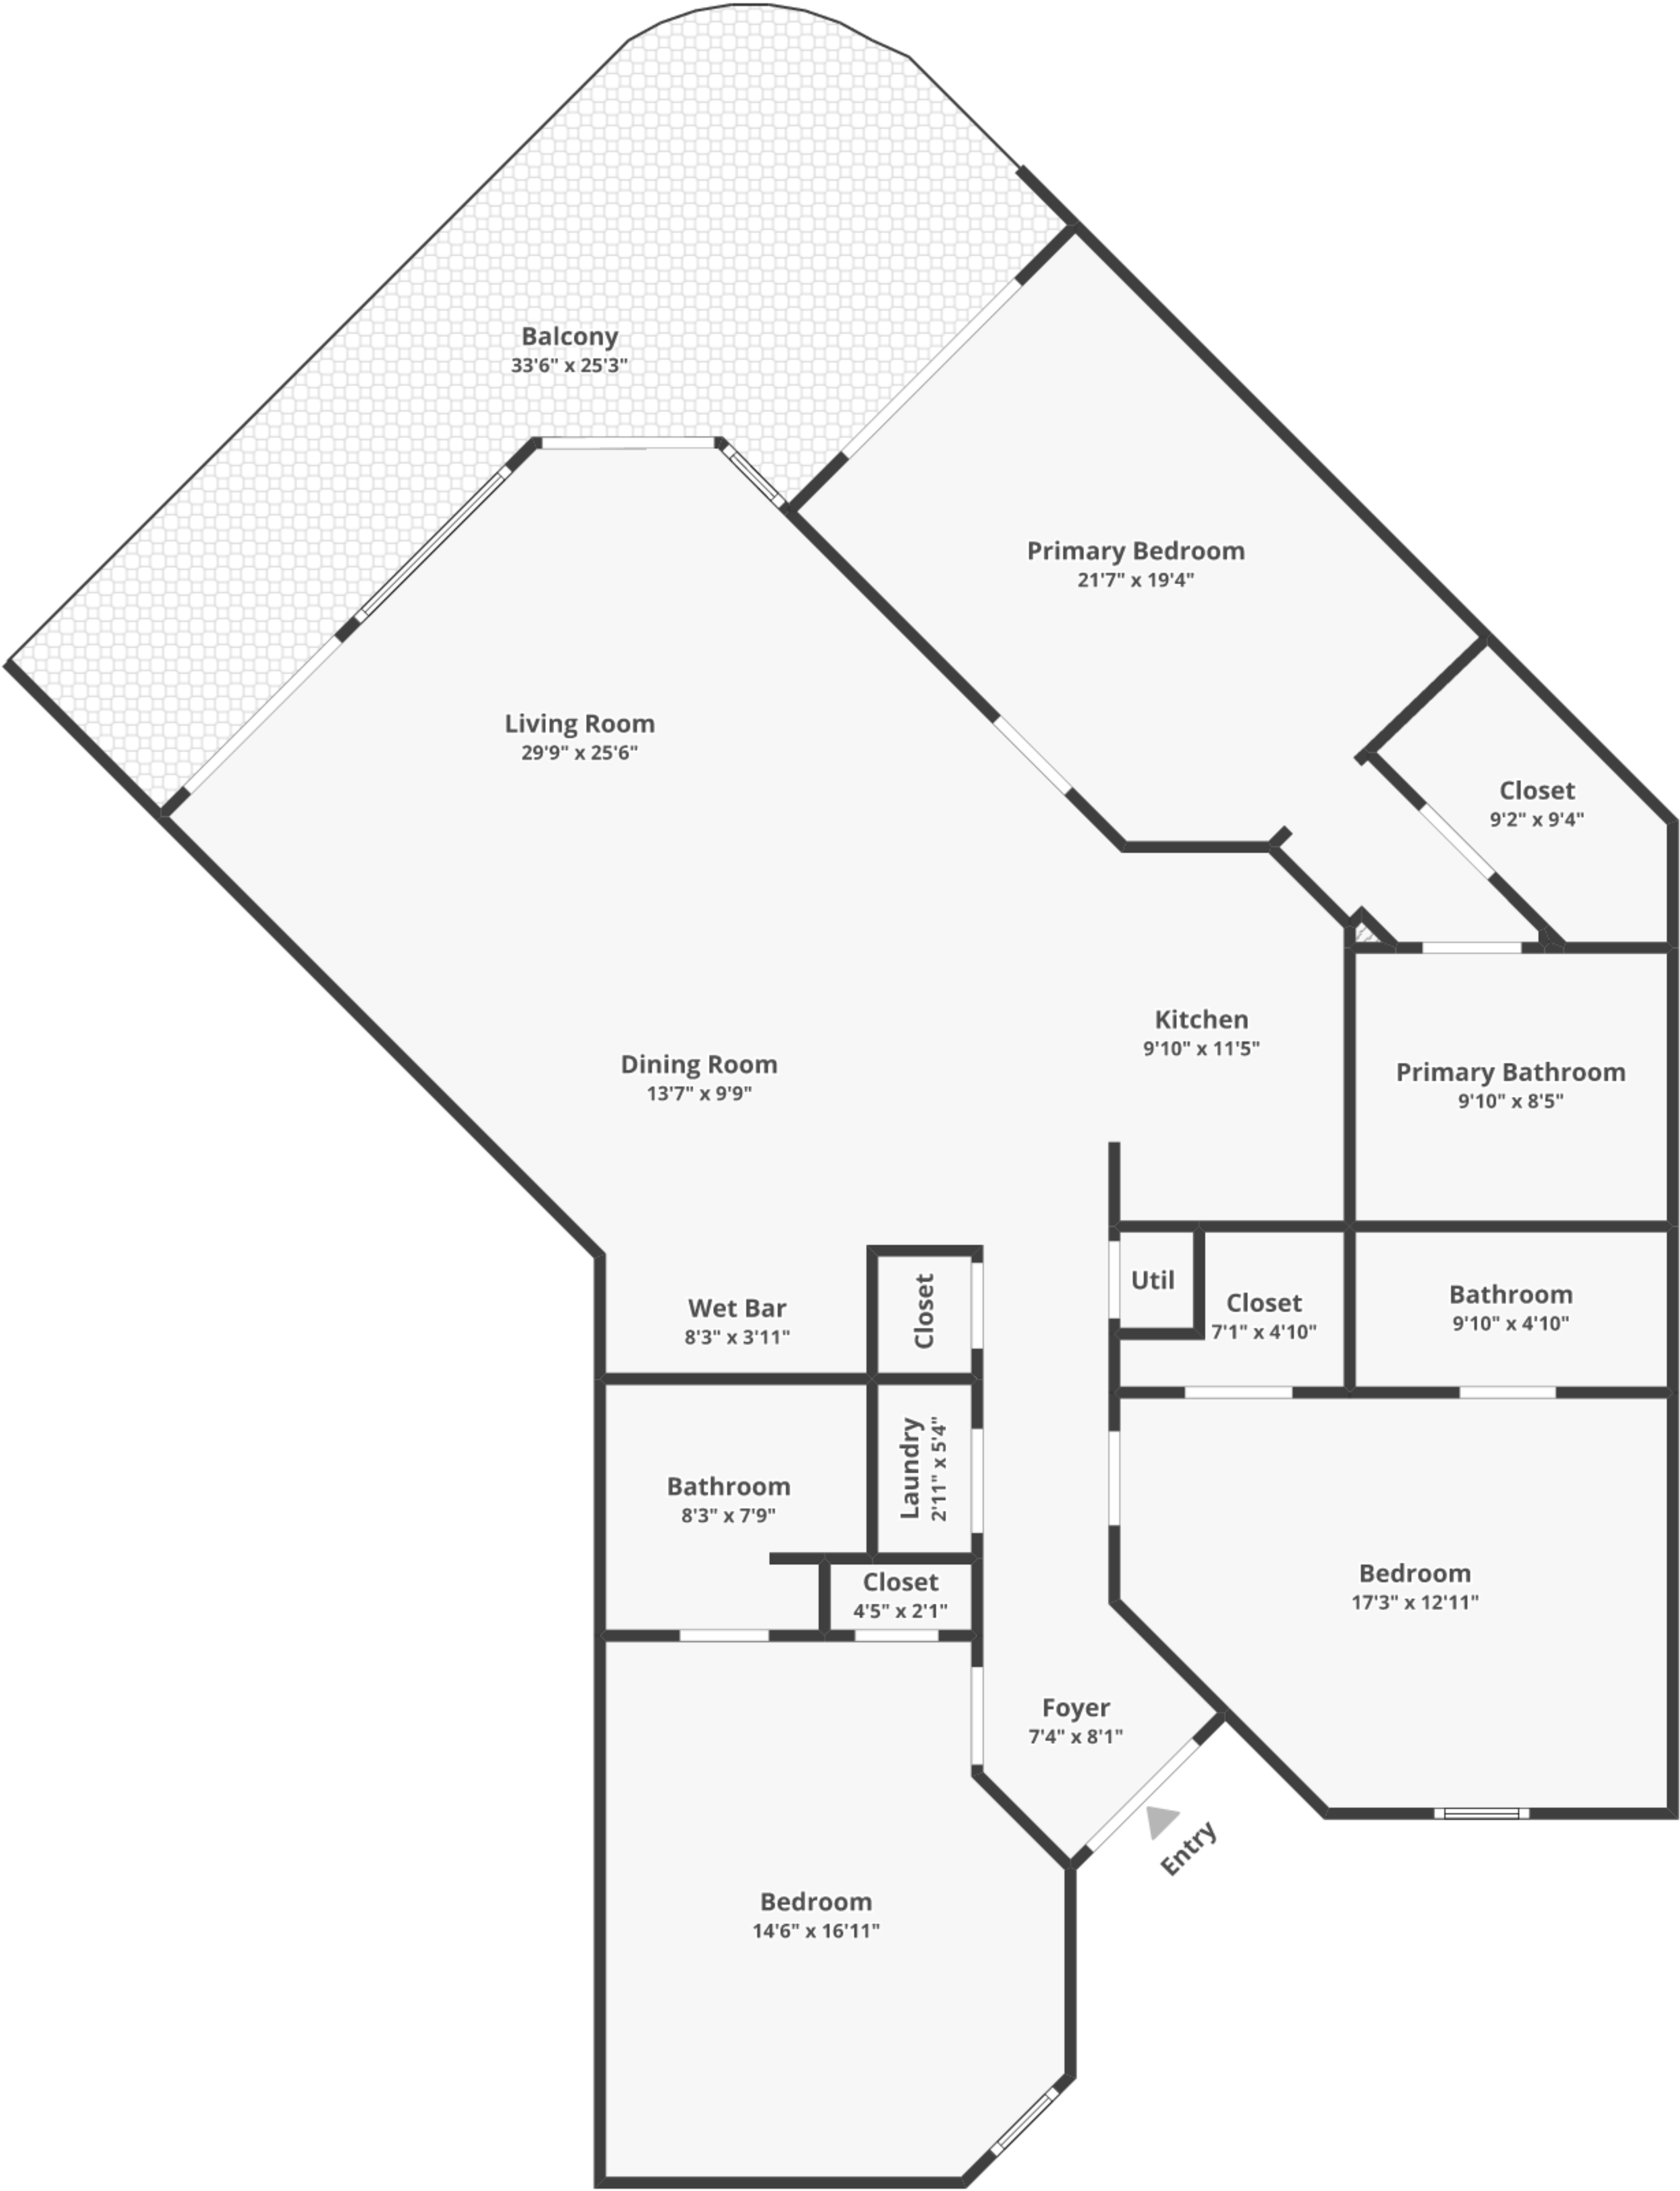 Balcony
33'6" x 25'3"
Primary Bedroom
21'7" x 19'4"
Living Room
29'9" x 25'6"
Closet
9'2" x 9'4"
Kitchen
9'10" x 11'5"
Dining Room
13'7" x 9'9"
Primary Bathroom
9'10" x 8'5"
Util
Closet
7'1" x 4'10"
Bathroom
9'10" x 4'10"
Wet Bar
8'3" x 3'11"
Closet
Bathroom
8'3" x 7'9"
Laundry
2'11" x 5'4"
Closet
4'5" x 2'1"
Bedroom
17'3" x 12'11"
Foyer
7'4" x 8'1"
Entry
Bedroom
14'6" x 16'11"